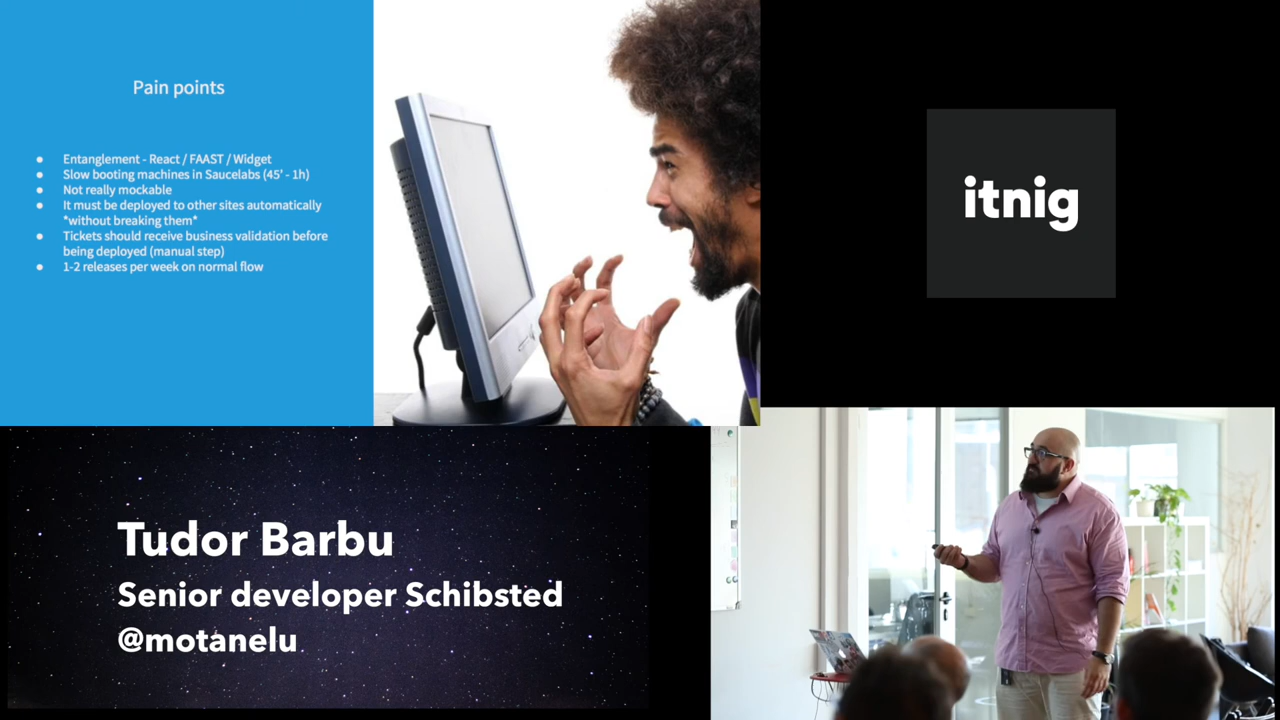 Pain points
● Entanglement - React / FAAST / Widget
● Slow booting machines in Saucelabs (45' - 1h)
● Not really mockable
● It must be deployed to other sites automatically
*without breaking them*
● Tickets should receive business validation before
being deployed (manual step)
● 1-2 releases per week on normal flow
itnig
Tudor Barbu
Senior developer Schibsted
@motanelu